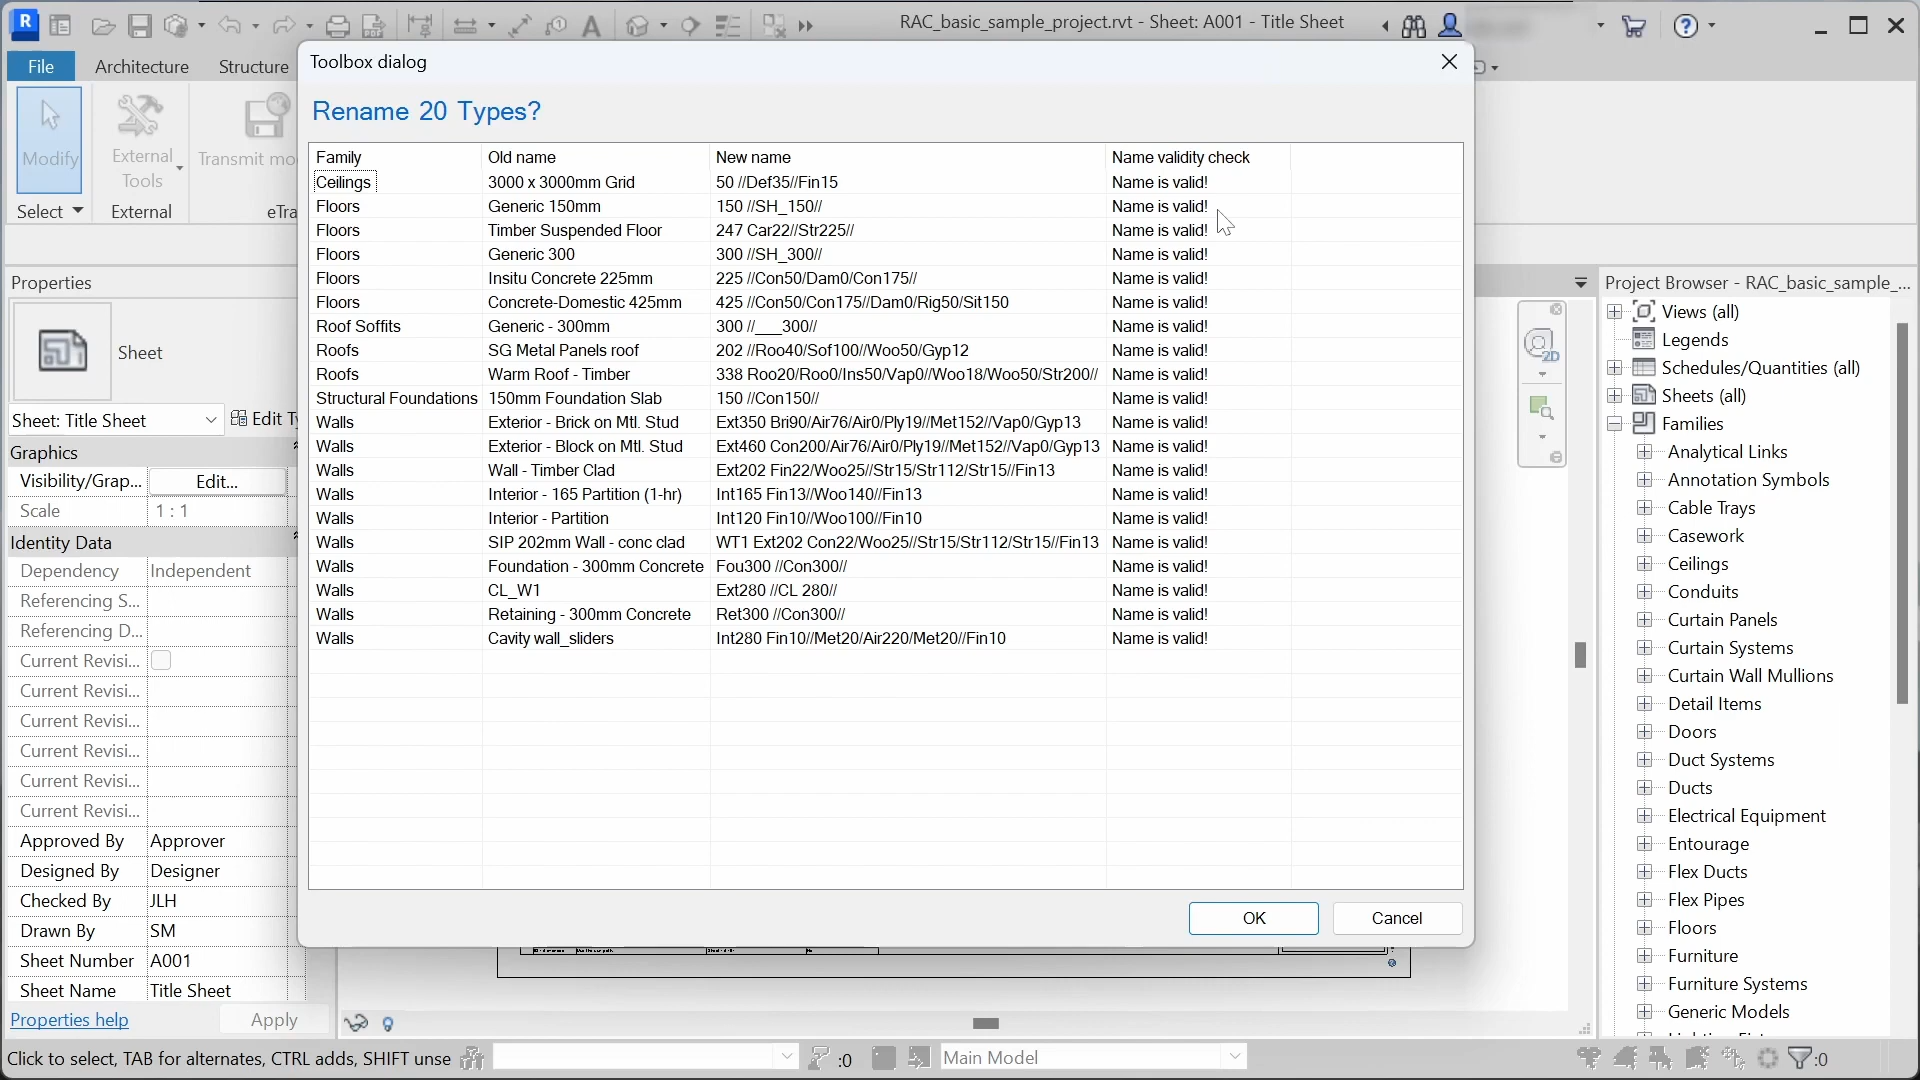 RAC_basic_sample_project.rvt - Sheet: A001 - Title Sheet
File
Architecture
Structure
Modify
External
Tools
Transmit mo
Select
External
eTra
Toolbox dialog
Rename 20 Types?
Family Old name New name Name validity check
Ceilings 3000 x 3000mm Grid 50 //Def35//Fin15 Name is valid!
Floors Generic 150mm 150 //SH_150// Name is valid!
Floors Timber Suspended Floor 247 Car22//Str225// Name is valid!
Floors Generic 300 300 //SH_300// Name is valid!
Floors Insitu Concrete 225mm 225 //Con50/Dam0/Con175// Name is valid!
Floors Concrete-Domestic 425mm 425 //Con50/Con175//Dam0/Rig50/Sit150 Name is valid!
Roof Soffits Generic - 300mm 300 //___300// Name is valid!
Roofs SG Metal Panels roof 202 //Roo40/Sof100//Woo50/Gyp12 Name is valid!
Roofs Warm Roof - Timber 338 Roo20/Roo0/Ins50/Vap0//Woo18/Woo50/Str200// Name is valid!
Structural Foundations 150mm Foundation Slab 150 //Con150// Name is valid!
Walls Exterior - Brick on Mtl. Stud Ext350 Bri90/Air76/Air0/Ply19//Met152//Vap0/Gyp13 Name is valid!
Walls Exterior - Block on Mtl. Stud Ext460 Con200/Air76/Air0/Ply19//Met152//Vap0/Gyp13 Name is valid!
Walls Wall - Timber Clad Ext202 Fin22/Woo25//Str15/Str112/Str15//Fin13 Name is valid!
Walls Interior - 165 Partition (1-hr) Int165 Fin13//Woo140//Fin13 Name is valid!
Walls Interior - Partition Int120 Fin10//Woo100//Fin10 Name is valid!
Walls SIP 202mm Wall - conc clad WT1 Ext202 Con22/Woo25//Str15/Str112/Str15//Fin13 Name is valid!
Walls Foundation - 300mm Concrete Fou300 //Con300// Name is valid!
Walls CL_W1 Ext280 //CL 280// Name is valid!
Walls Retaining - 300mm Concrete Ret300 //Con300// Name is valid!
Walls Cavity wall_sliders Int280 Fin10//Met20/Air220/Met20//Fin10 Name is valid!
OK
Cancel
Properties
Sheet
Sheet: Title Sheet
Edit Ty
Graphics
Visibility/Grap... Edit...
Scale 1 : 1
Identity Data
Dependency Independent
Referencing S...
Referencing D...
Current Revisi...
Current Revisi...
Current Revisi...
Current Revisi...
Current Revisi...
Current Revisi...
Approved By Approver
Designed By Designer
Checked By JLH
Drawn By SM
Sheet Number A001
Sheet Name Title Sheet
Properties help
Apply
2D
Project Browser - RAC_basic_sample_...
Views (all)
Legends
Schedules/Quantities (all)
Sheets (all)
Families
Analytical Links
Annotation Symbols
Cable Trays
Casework
Ceilings
Conduits
Curtain Panels
Curtain Systems
Curtain Wall Mullions
Detail Items
Doors
Duct Systems
Ducts
Electrical Equipment
Entourage
Flex Ducts
Flex Pipes
Floors
Furniture
Furniture Systems
Generic Models
Click to select, TAB for alternates, CTRL adds, SHIFT unse
:0
Main Model
:0